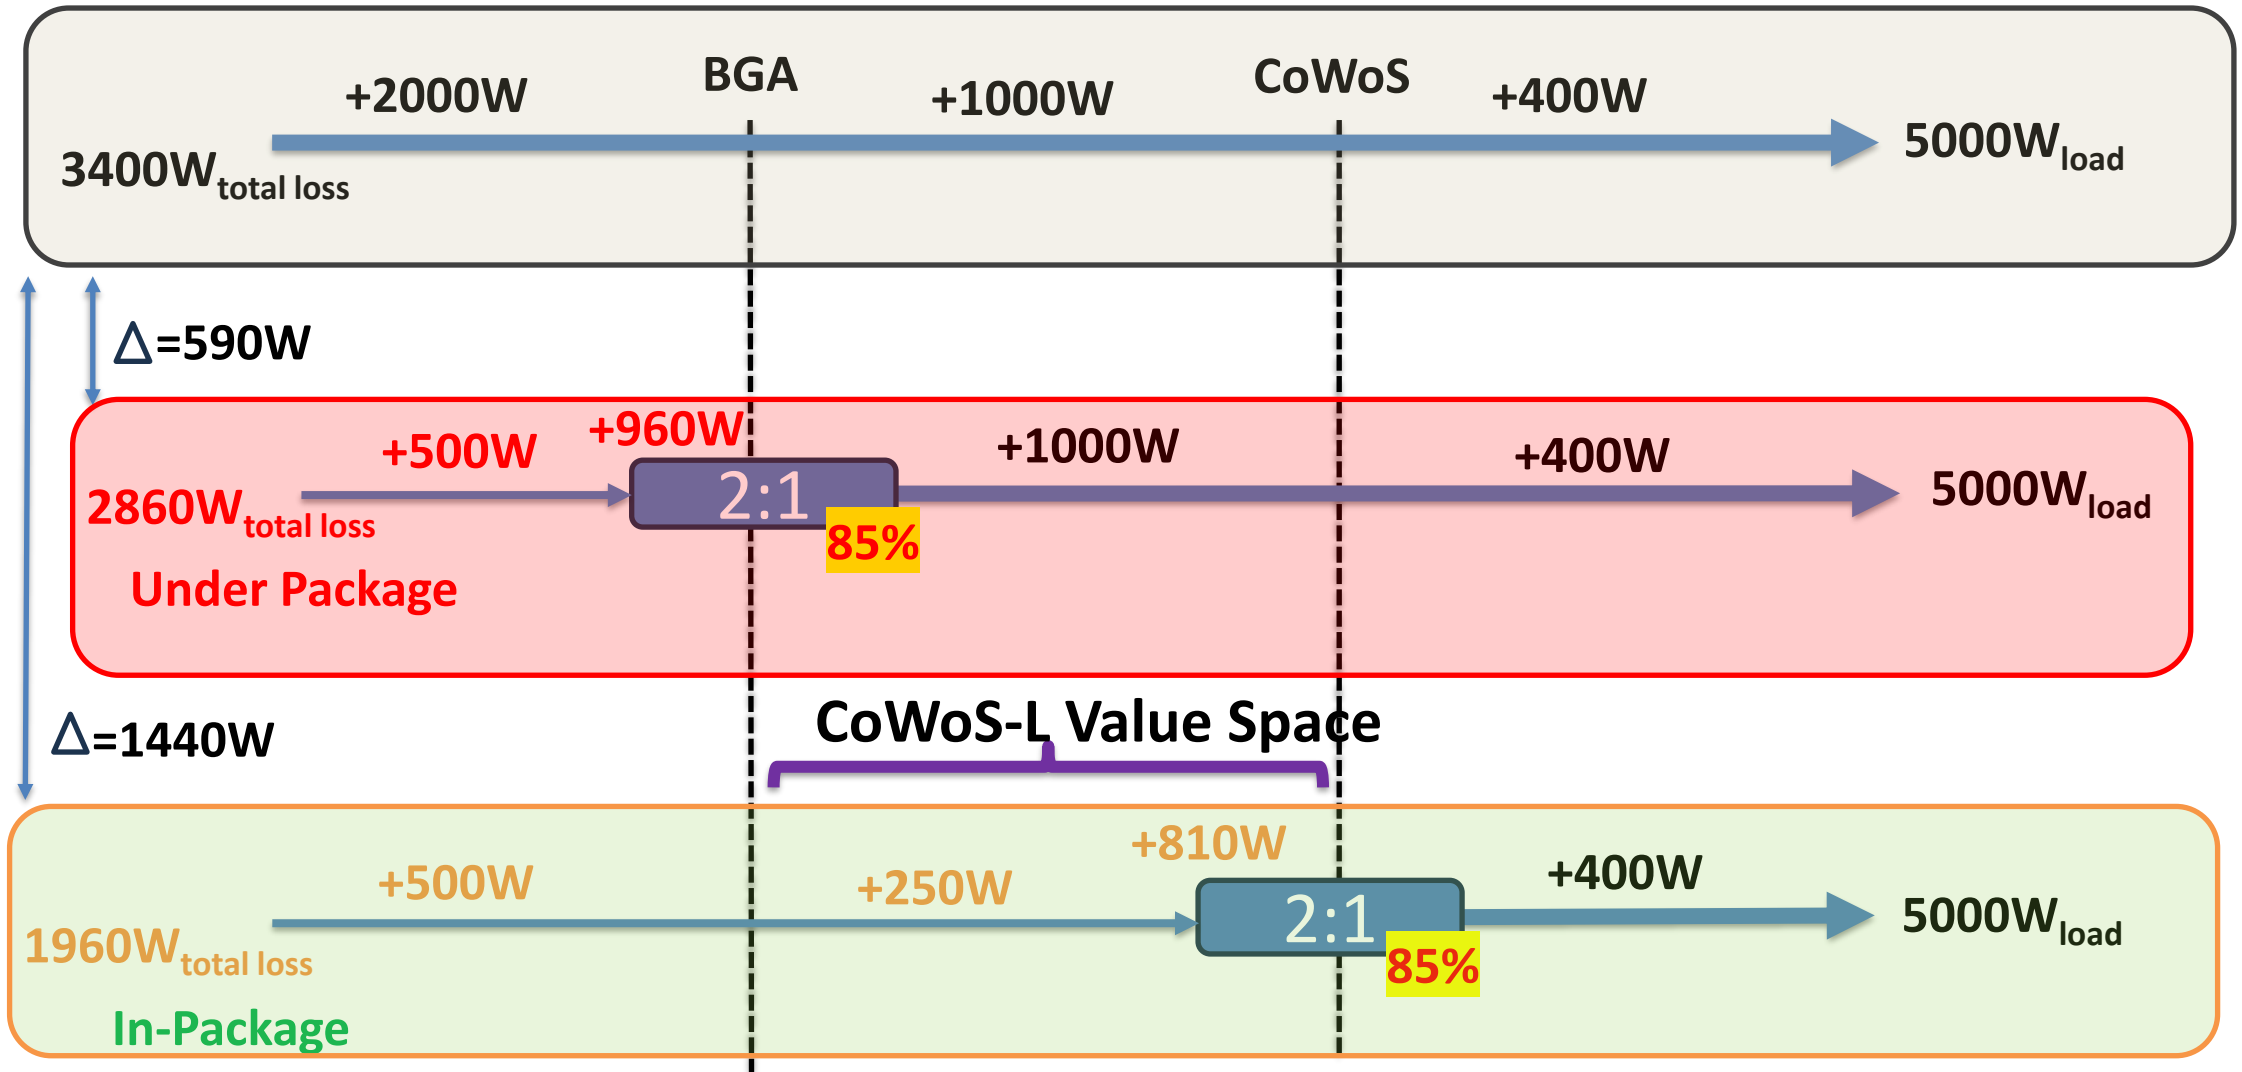 BGA
CoWoS
+2000W
+1000W
+400W
3400Wtotal loss
5000Wload
Δ=590W
+960W
+500W
+1000W
+400W
2:1
85%
2860Wtotal loss
5000Wload
Under Package
CoWoS-L Value Space
Δ=1440W
+810W
+500W
+250W
+400W
2:1
85%
1960Wtotal loss
5000Wload
In-Package